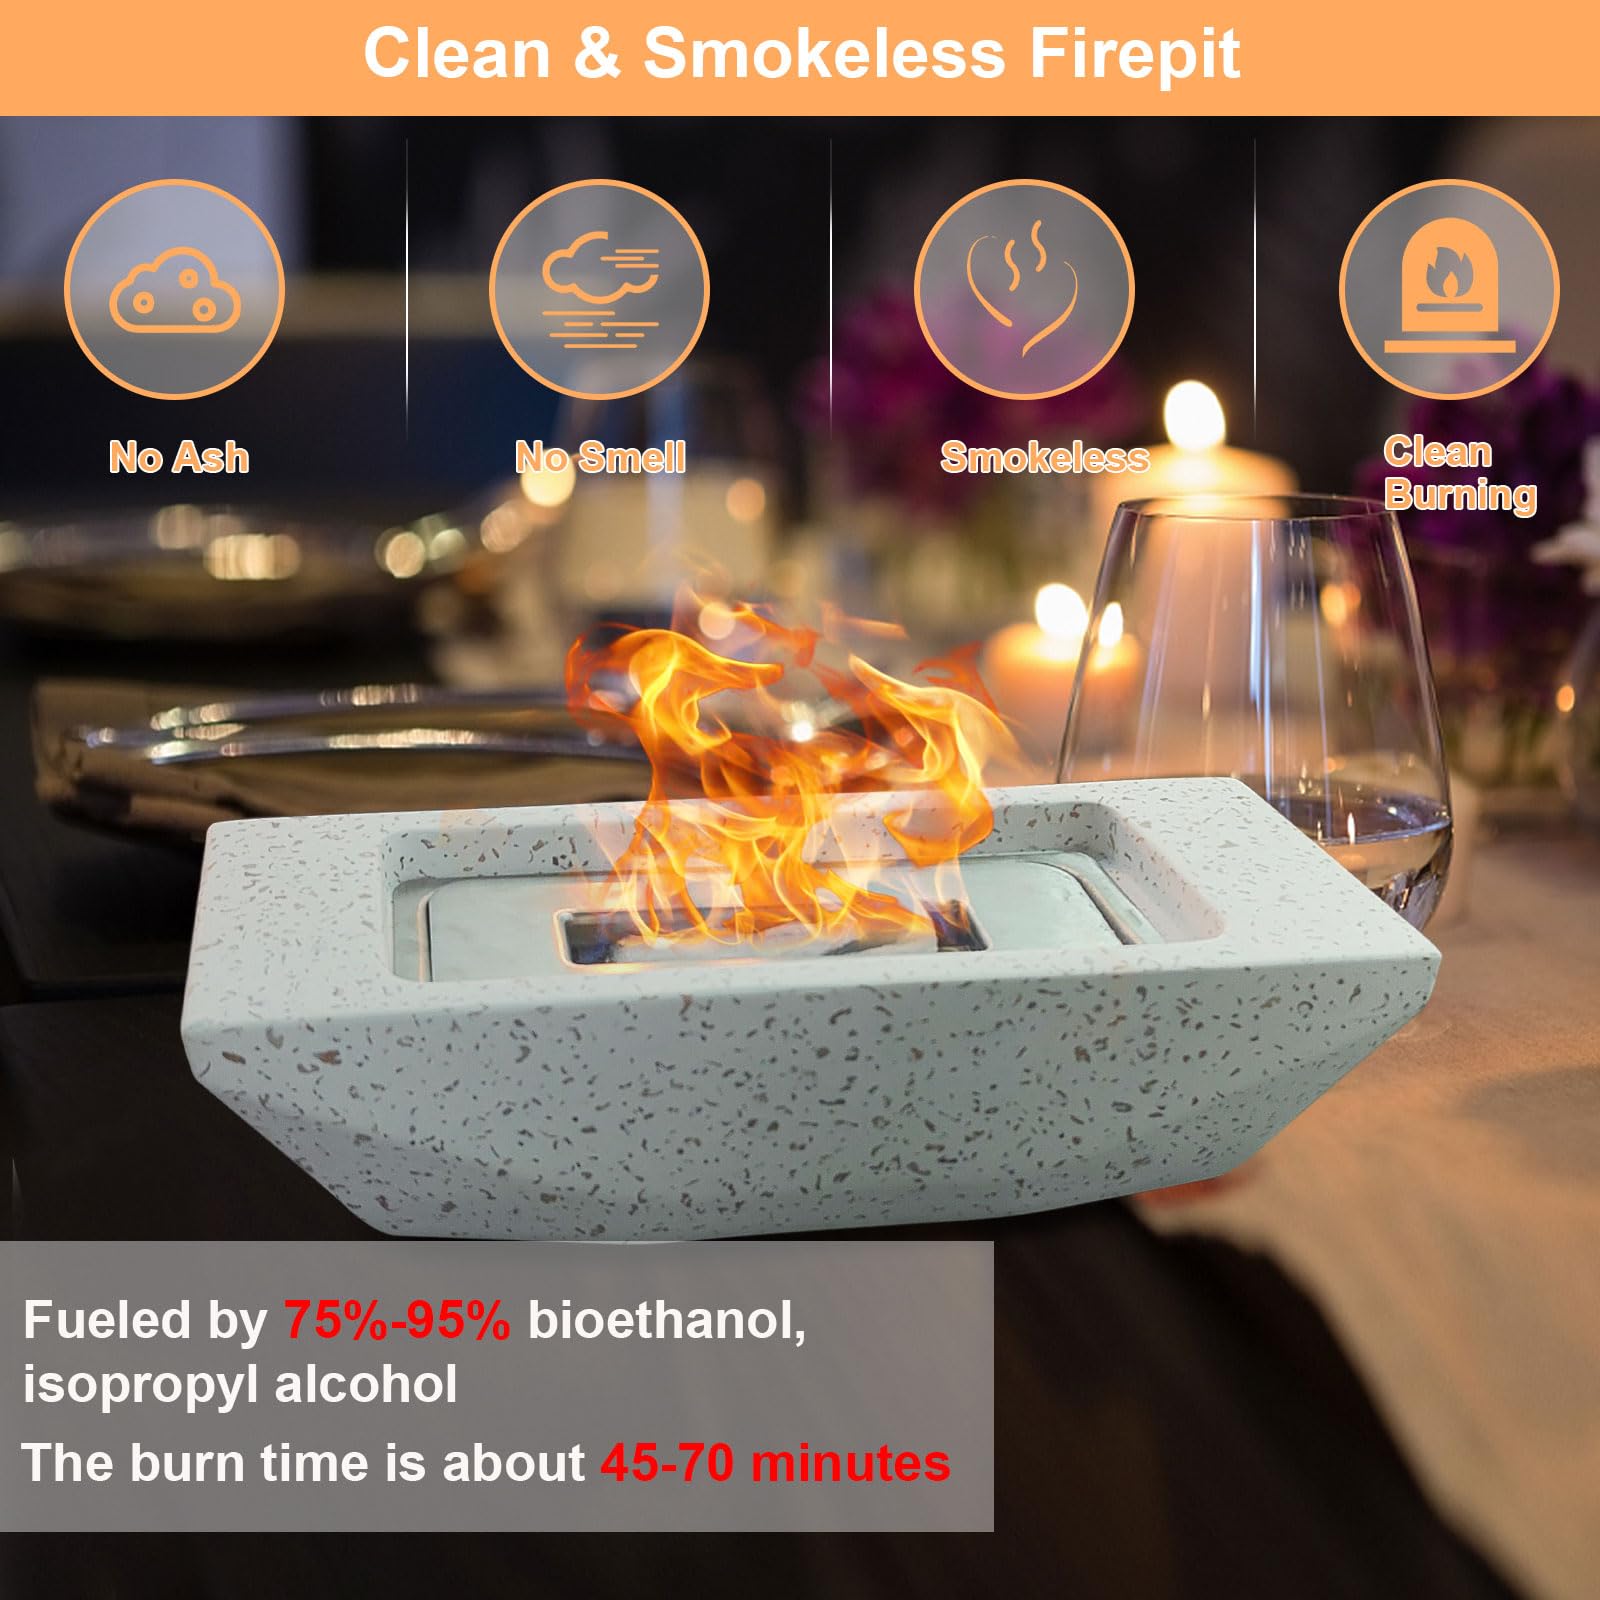 Clean & Smokeless Firepit
No Ash
No Smell
Smokeless
Clean
Burning
Fueled by 75%-95% bioethanol,
isopropyl alcohol
The burn time is about 45-70 minutes